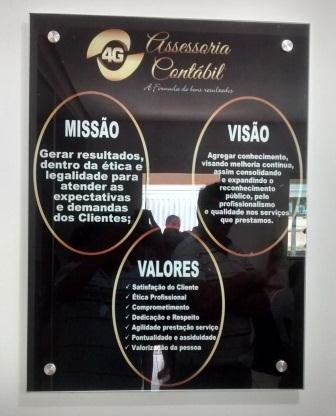 4G
Assessoria
Contábil
A Fórmula de bons resultados
MISSÃO
Gerar resultados,
dentro da ética e
legalidade para
atender as
expectativas
e demandas
dos Clientes;
VISÃO
Agregar conhecimento,
visando melhoria contínua,
assim consolidando
e expandindo o
reconhecimento
público, pelo
profissionalismo
e qualidade nos serviços
que prestamos.
VALORES
✓ Satisfação do Cliente
✓ Ética Profissional
✓ Comprometimento
✓ Dedicação e Respeito
✓ Agilidade prestação serviço
✓ Pontualidade e assiduidade
✓ Valorização da pessoa